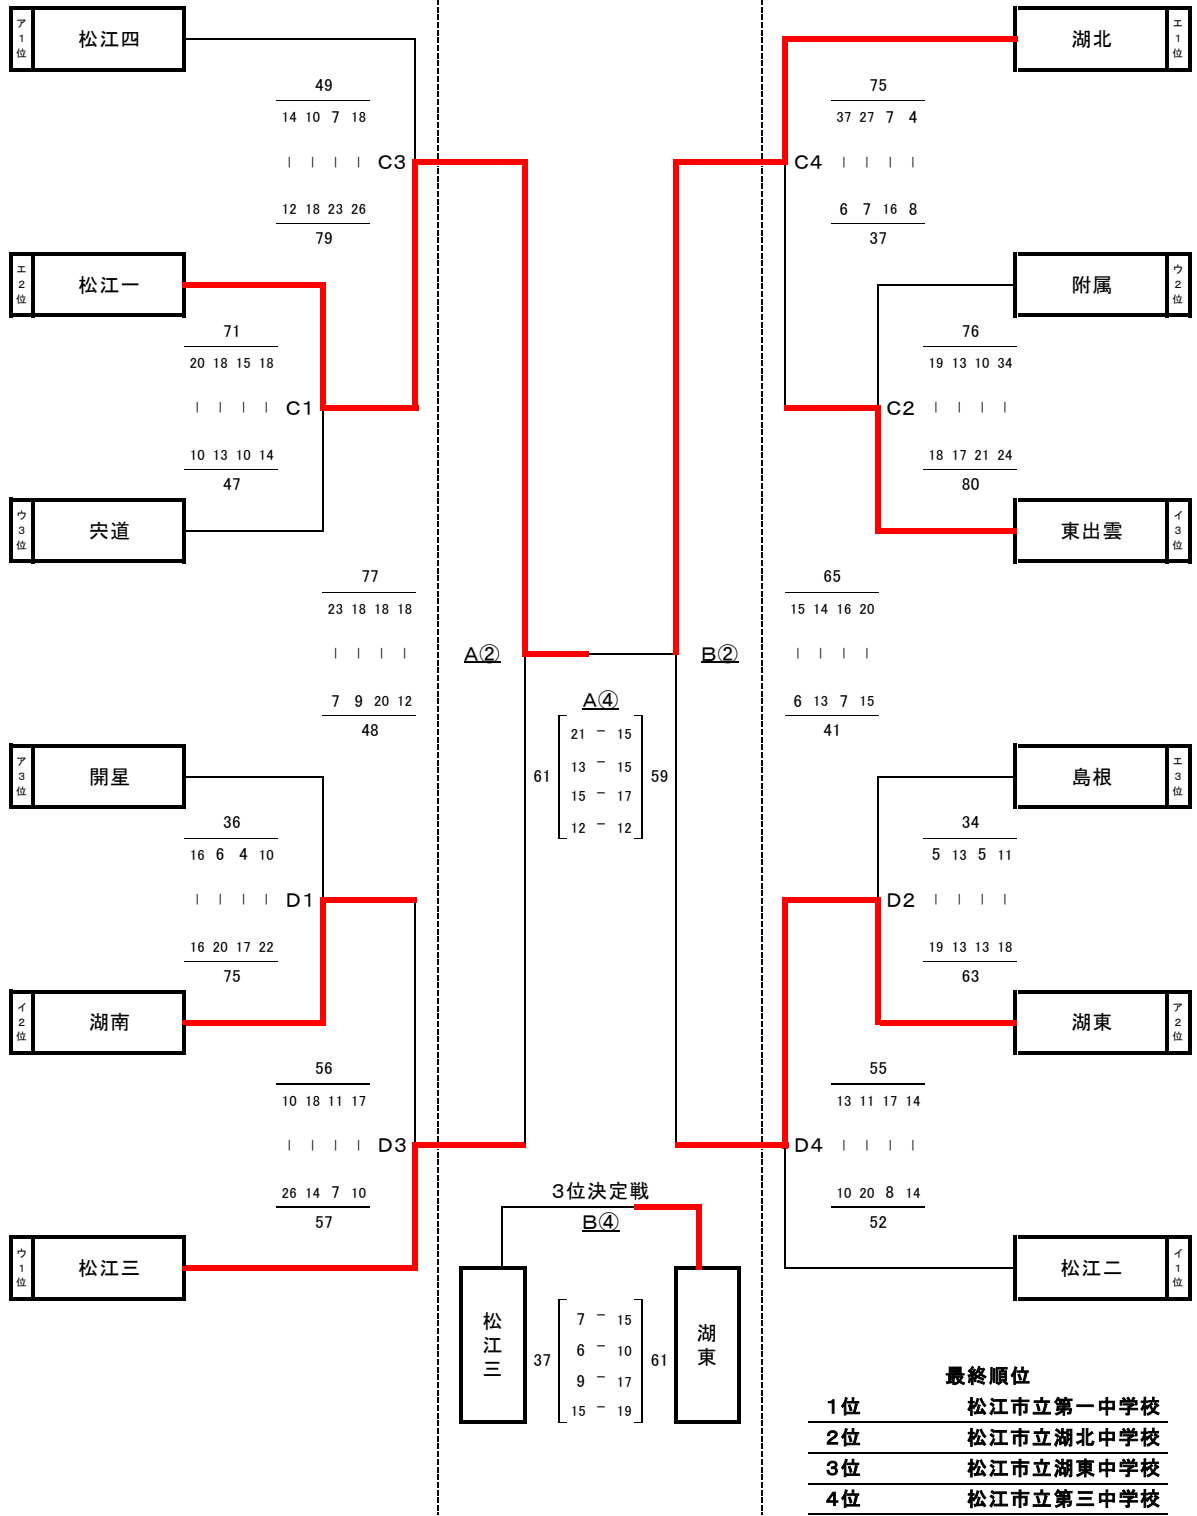 ア1位 松江四
49
14 10 7 18
| | | | C3
12 18 23 26
79
エ2位 松江一
71
20 18 15 18
| | | | C1
10 13 10 14
47
ウ3位 宍道
77
23 18 18 18
| | | | A②
7 9 20 12
48
ア3位 開星
36
16 6 4 10
| | | | D1
16 20 17 22
75
イ2位 湖南
56
10 18 11 17
| | | | D3
26 14 7 10
57
ウ1位 松江三
A④
21 - 15
13 - 15
61 59
15 - 17
12 - 12
3位決定戦
B④
松江三 湖東
7 - 15
6 - 10
37 61
9 - 17
15 - 19
湖北 エ1位
75
37 27 7 4
C4 | | | |
6 7 16 8
37
附属 ウ2位
76
19 13 10 34
C2 | | | |
18 17 21 24
80
東出雲 イ3位
65
15 14 16 20
B② | | | |
6 13 7 15
41
島根 エ3位
34
5 13 5 11
D2 | | | |
19 13 13 18
63
湖東 ア2位
55
13 11 17 14
D4 | | | |
10 20 8 14
52
松江二 イ1位
最終順位
1位 松江市立第一中学校
2位 松江市立湖北中学校
3位 松江市立湖東中学校
4位 松江市立第三中学校